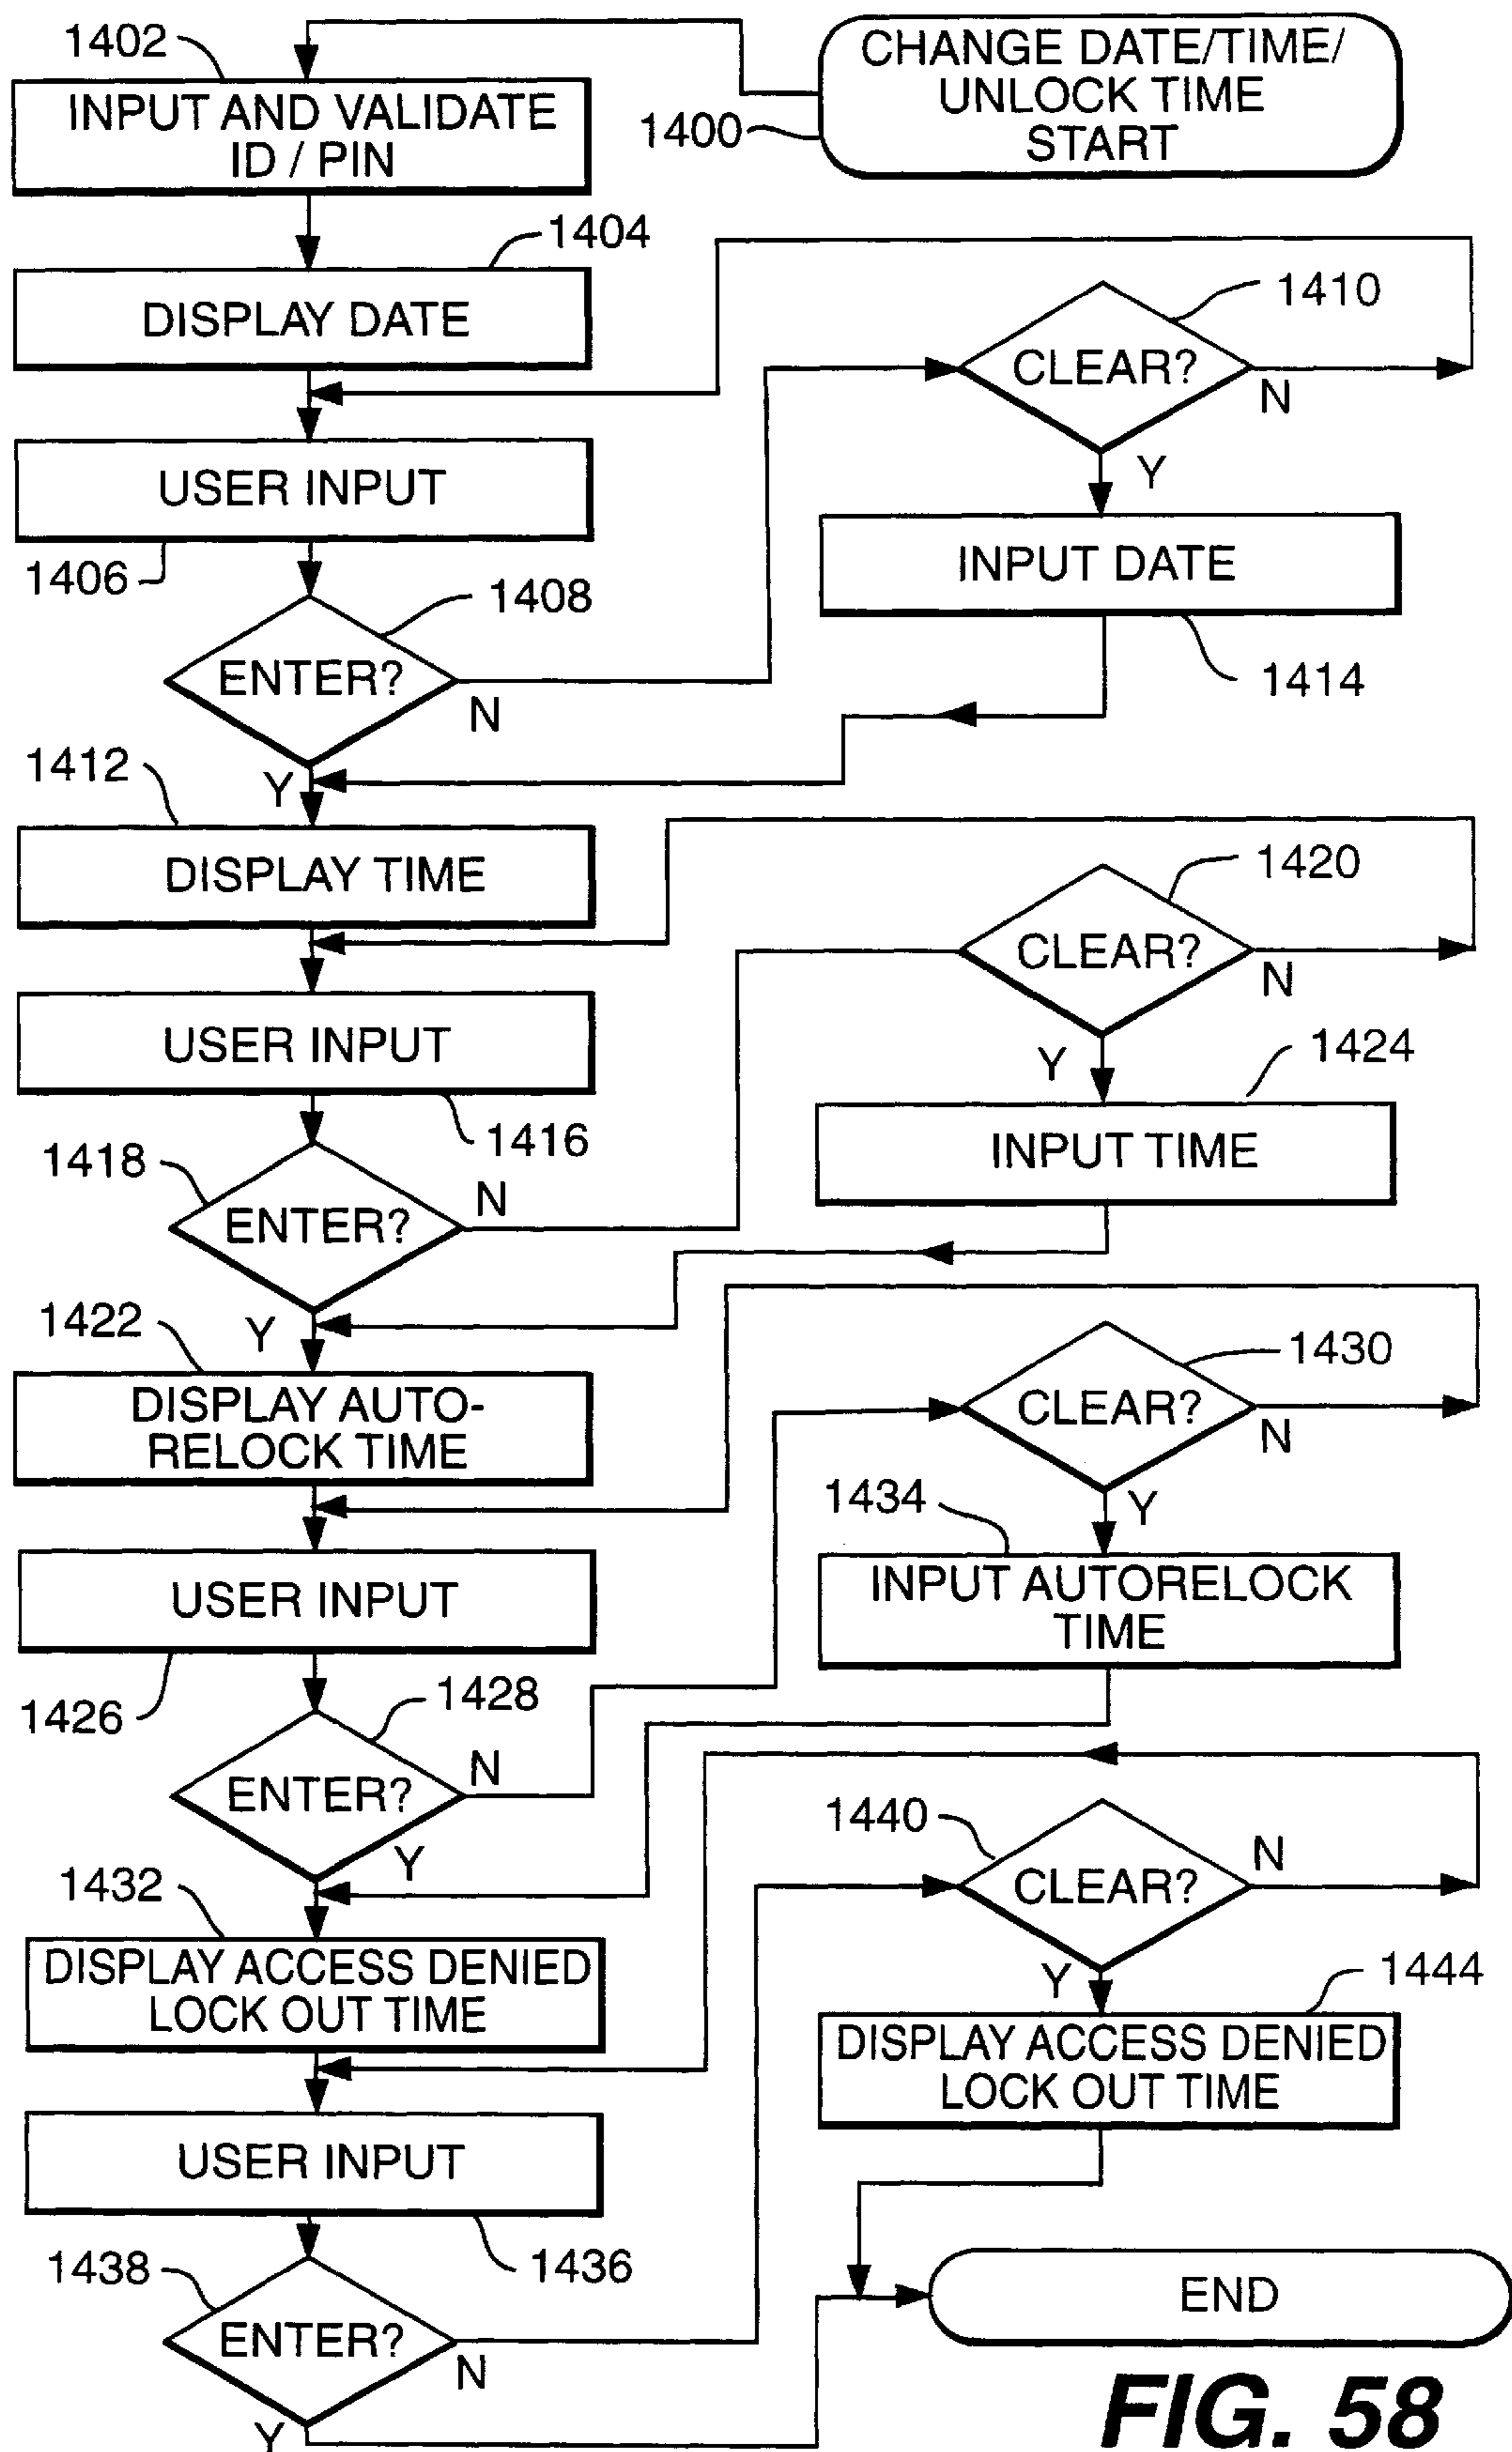 1402
CHANGE DATE/TIME/
UNLOCK TIME
START
1400
INPUT AND VALIDATE
ID / PIN
1404
DISPLAY DATE
1410
CLEAR?
N
Y
USER INPUT
1406
INPUT DATE
1408
ENTER?
N
1414
1412
Y
DISPLAY TIME
1420
CLEAR?
N
Y
USER INPUT
1424
1416
INPUT TIME
1418
ENTER?
N
1422
Y
DISPLAY AUTO-
RELOCK TIME
1430
CLEAR?
N
1434
Y
USER INPUT
INPUT AUTORELOCK
TIME
1426
1428
ENTER?
N
Y
1432
1440
CLEAR?
N
DISPLAY ACCESS DENIED
LOCK OUT TIME
Y
1444
DISPLAY ACCESS DENIED
LOCK OUT TIME
USER INPUT
1438
1436
ENTER?
N
Y
END
FIG. 58